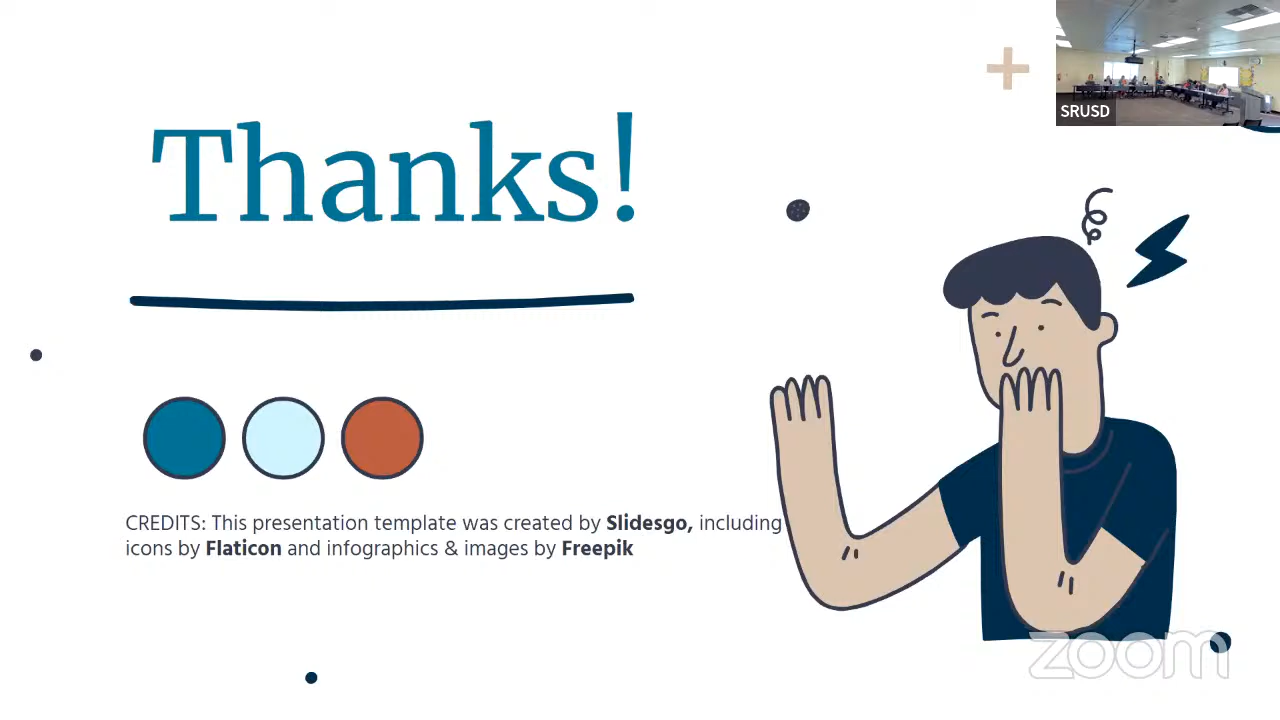 SRUSD
Thanks!
CREDITS: This presentation template was created by Slidesgo, including
icons by Flaticon and infographics & images by Freepik
zoom